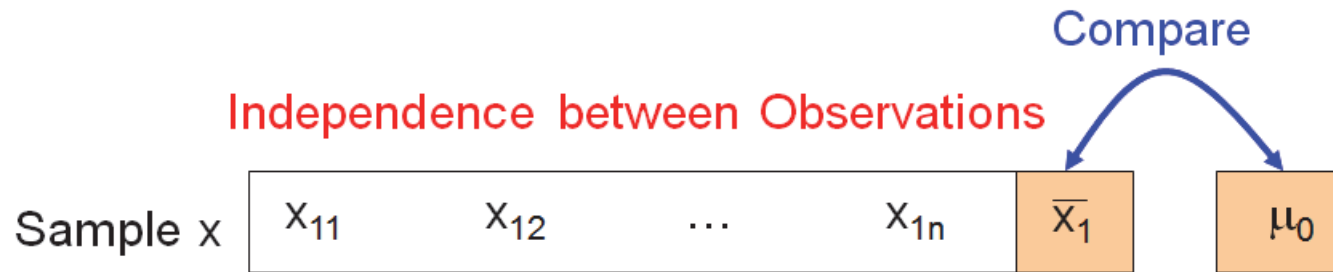 Compare
Independence between Observations
Sample x x₁₁ x₁₂ ... x₁ₙ x̅₁ μ₀